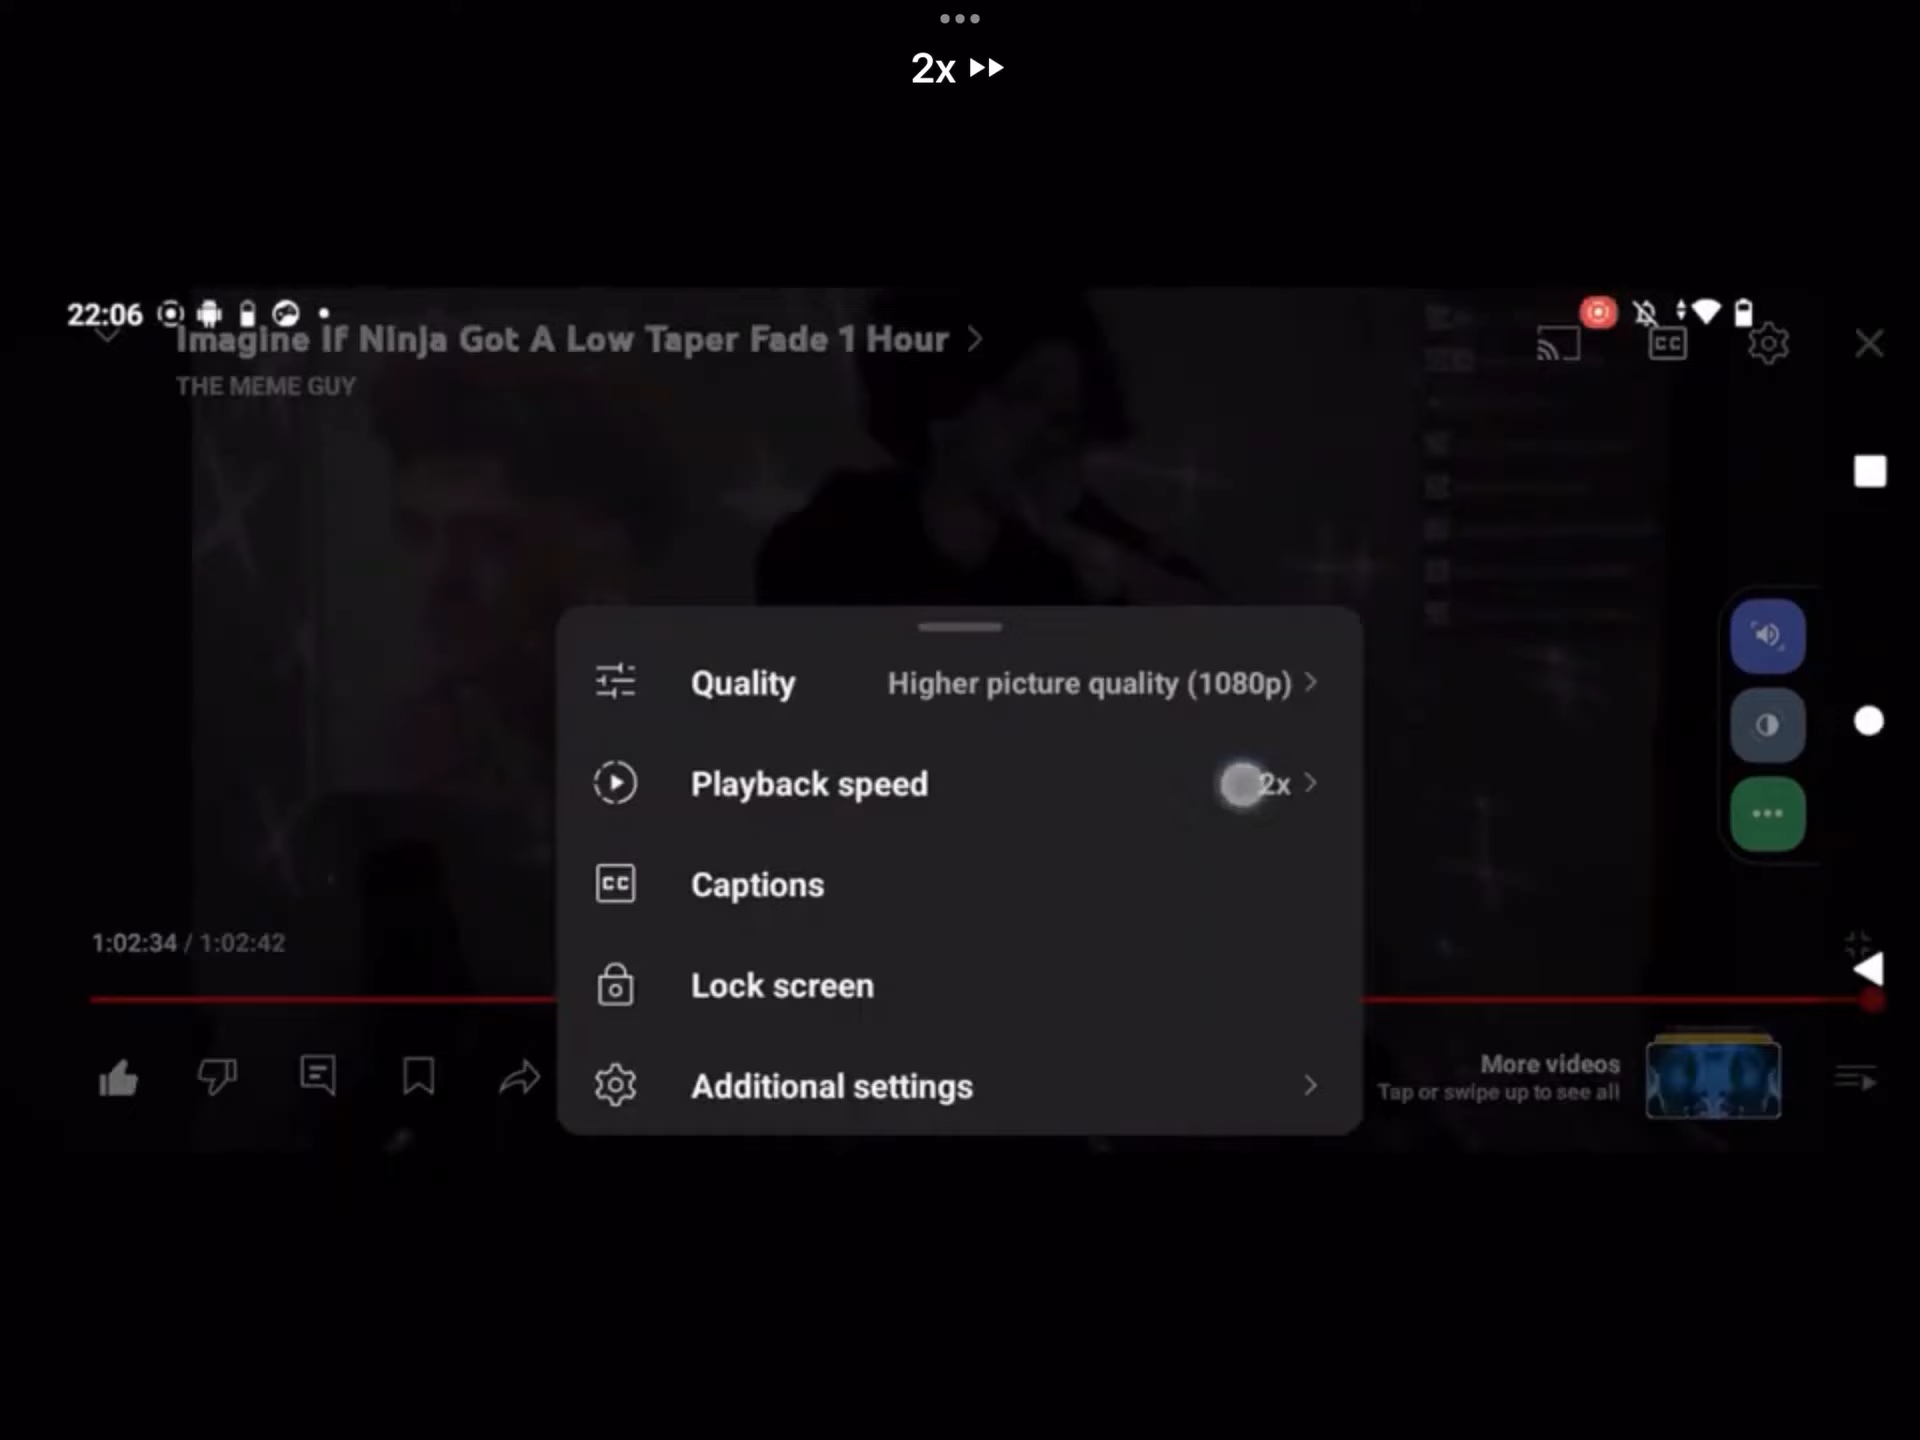 2x
22:06
Imagine If Ninja Got A Low Taper Fade 1 Hour
THE MEME GUY
CC
Quality Higher picture quality (1080p)
Playback speed 2x
CC Captions
Lock screen
Additional settings
1:02:34 / 1:02:42
More videos
Tap or swipe up to see all